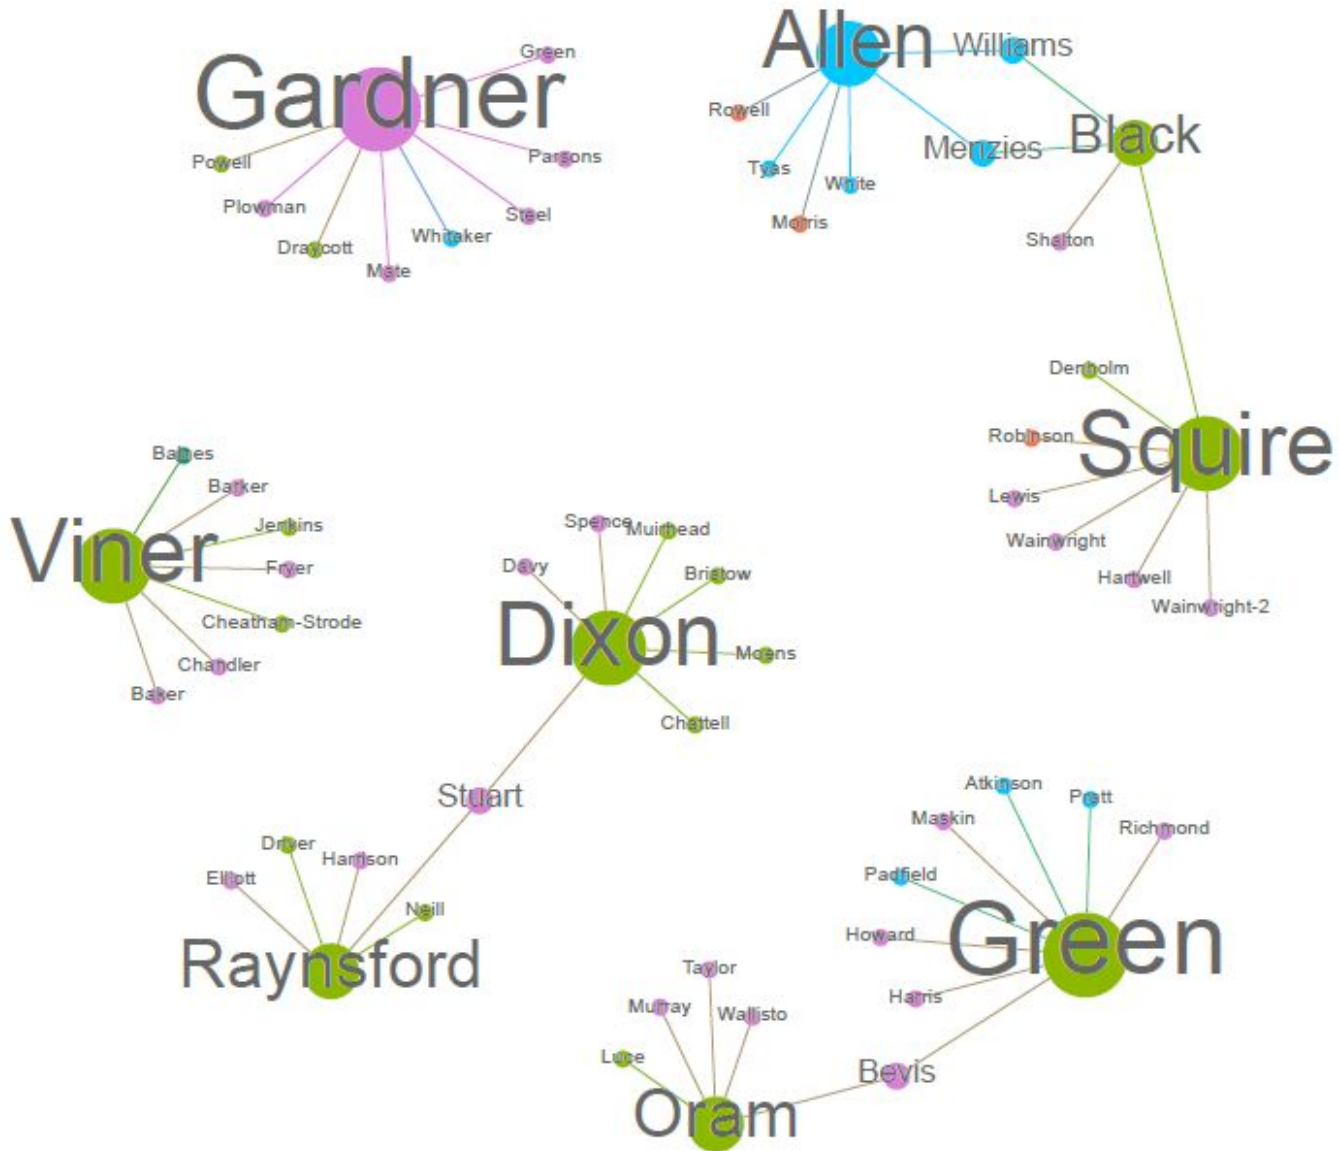 Allen
Williams
Green
Gardner
Rowell
Black
Powell
Parsons
Menzies
Tyas
White
Plowman
Steel
Morris
Draycott
Whitaker
Shalton
Mate
Denholm
Squire
Robinson
Baines
Barker
Lewis
Jenkins
Spence
Muirhead
Wainwright
Viner
Fryer
Davy
Bristow
Hartwell
Wainwright-2
Cheatham-Strode
Dixon
Moens
Chandler
Baker
Chattell
Stuart
Atkinson
Pratt
Maskin
Richmond
Driver
Harrison
Elliott
Padfield
Neill
Howard
Green
Raynsford
Taylor
Harris
Murray
Wallisto
Luce
Bevis
Oram